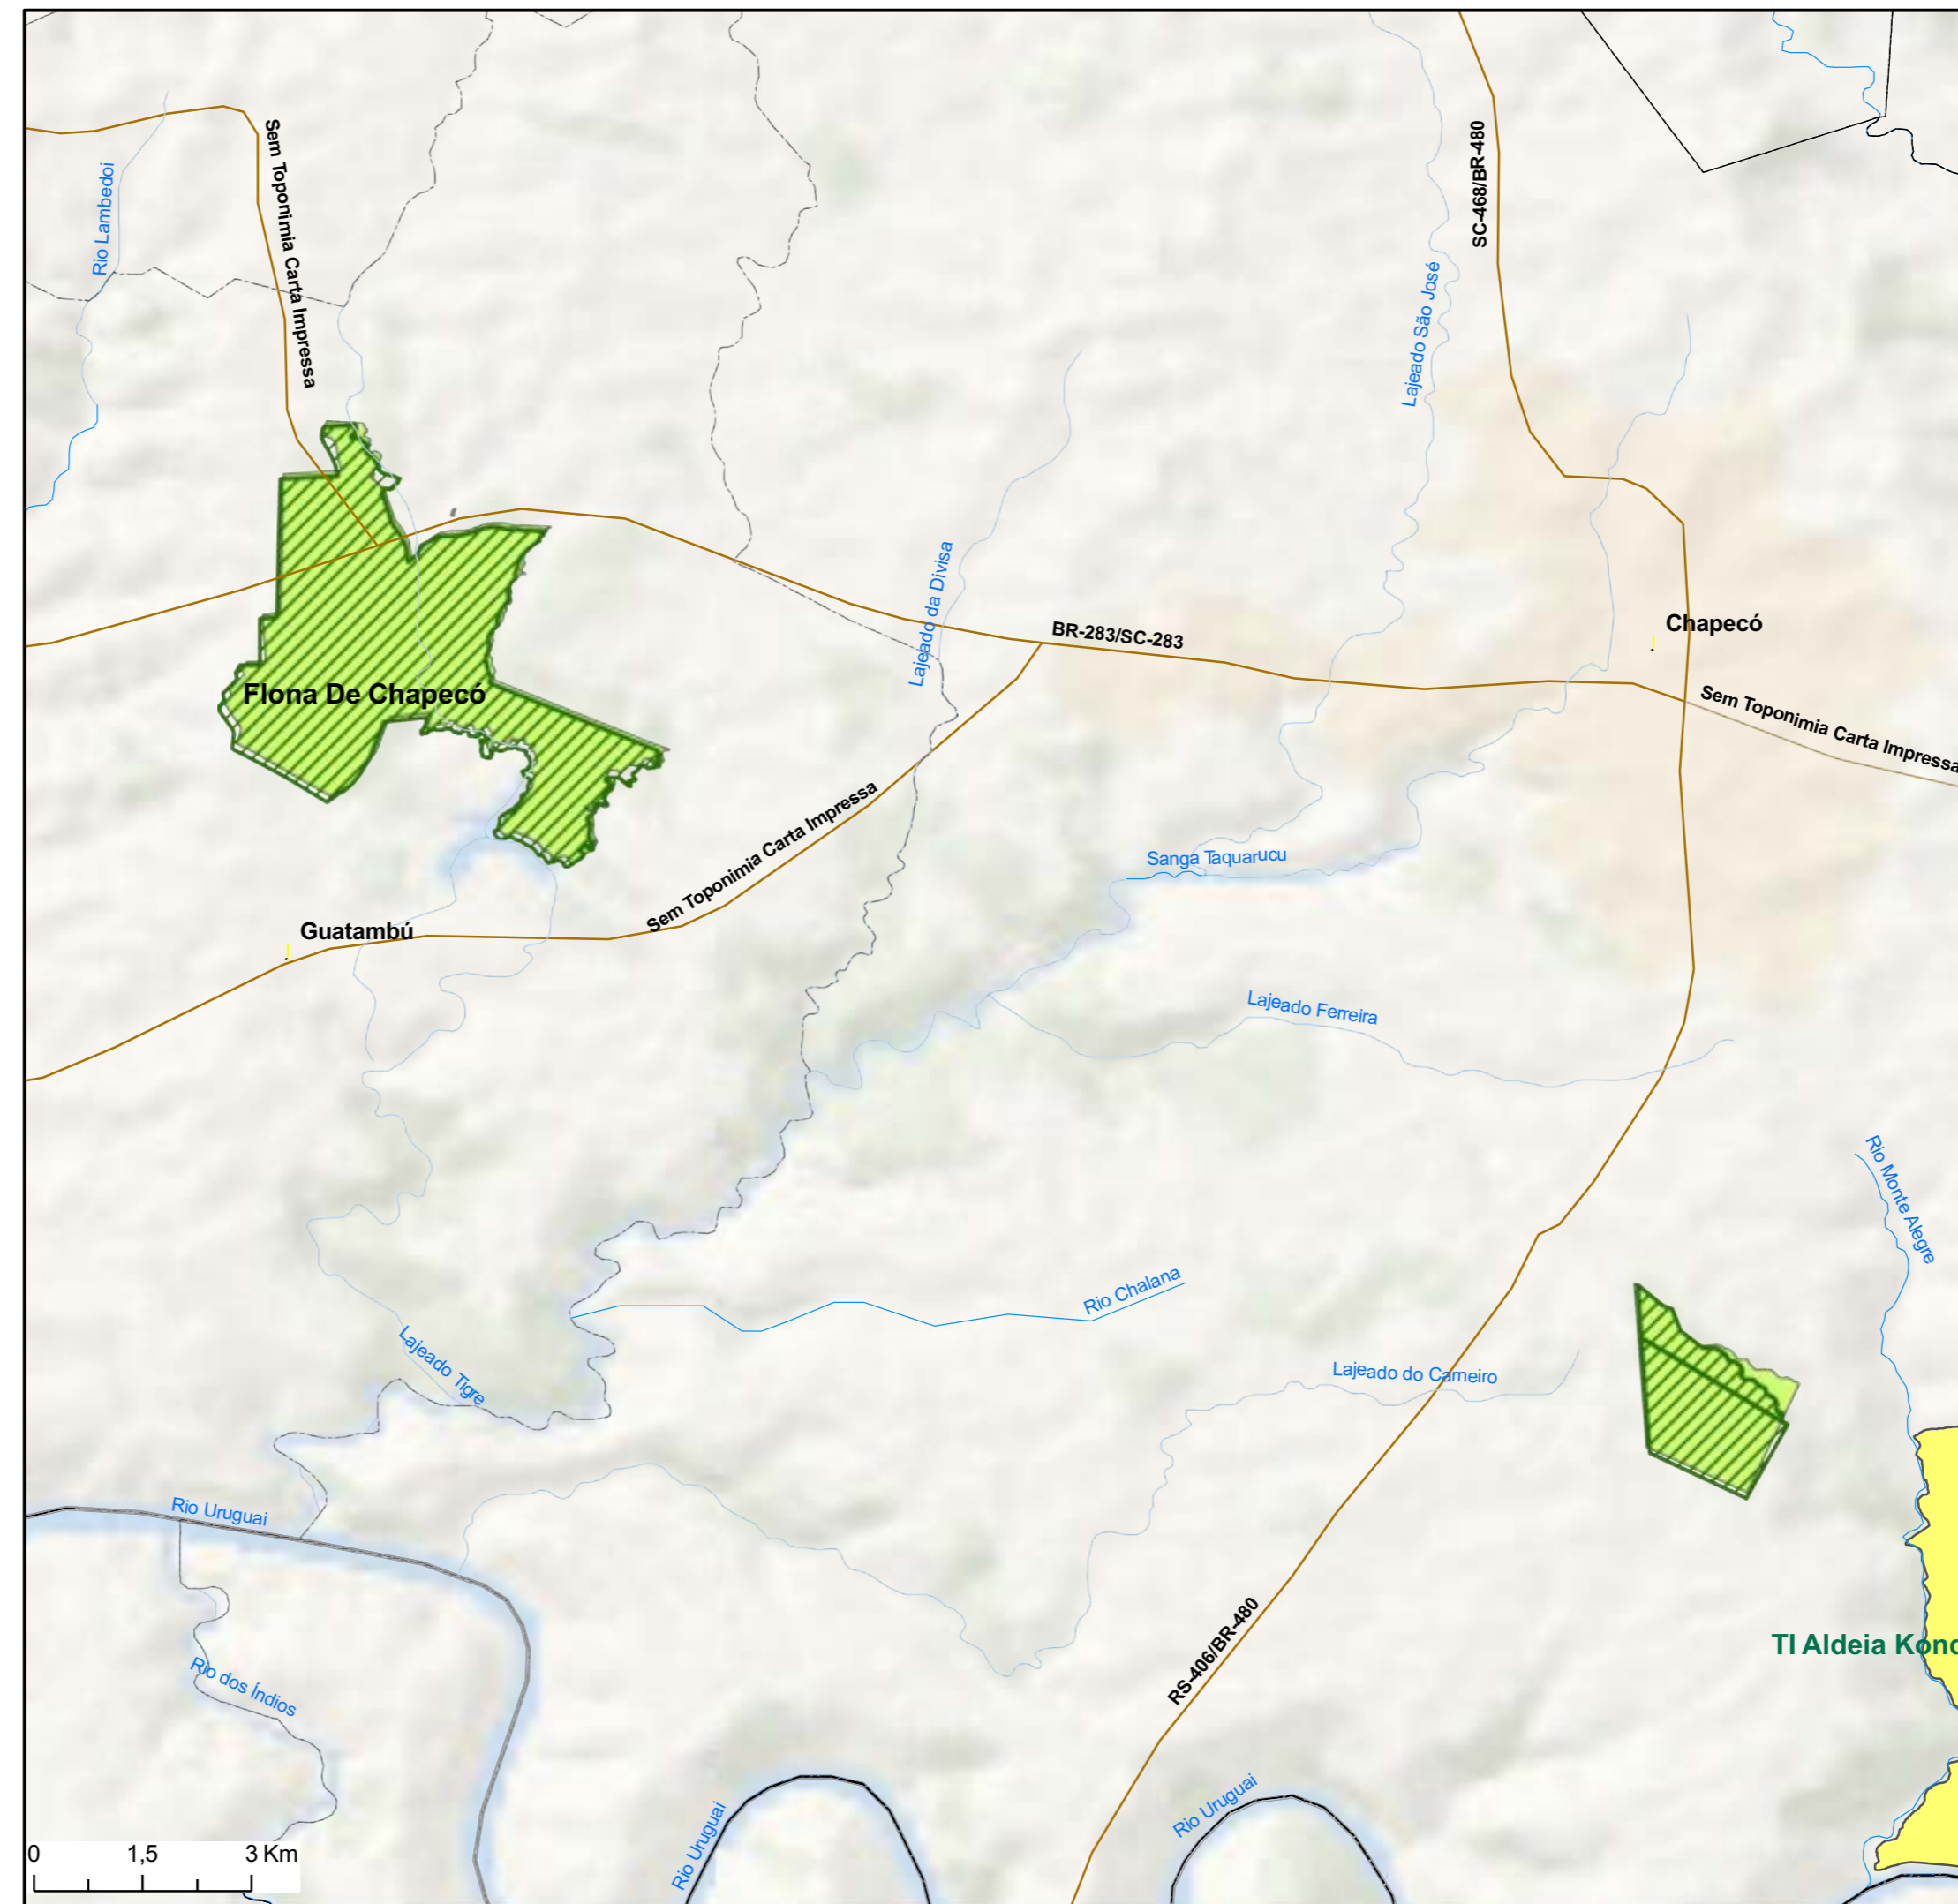 Sem Toponimia Carta Impressa
SC-468/BR-480
Rio Lambedoi
Lajeado São José
Lajeado da Divisa
BR-283/SC-283
Chapecó
Flona De Chapecó
Sem Toponimia Carta Impressa
Sem Toponimia Carta Impressa
Sanga Taquarucu
Guatambú
Lajeado Ferreira
Rio Monte Alegre
Rio Chalana
Lajeado Tigre
Lajeado do Carneiro
Rio Uruguai
RS-406/BR-480
TI Aldeia Kond
Rio dos Índios
Rio Uruguai
Rio Uruguai
0 1,5 3 Km